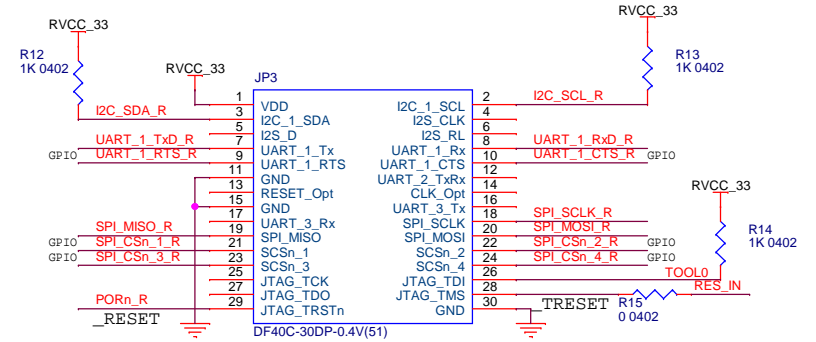 RVCC_33
RVCC_33
R12
1K 0402
R13
1K 0402
RVCC_33
JP3
1 VDD
I2C_1_SCL 2 I2C_SCL_R
I2C_SDA_R 3 I2C_1_SDA
I2S_CLK 4
5 I2S_D
I2S_RL 6
UART_1_TxD_R 7 UART_1_Tx
UART_1_Rx 8 UART_1_RxD_R
GPIO UART_1_RTS_R 9 UART_1_RTS
UART_1_CTS 10 UART_1_CTS_R GPIO
11 GND
UART_2_TxRx 12
13 RESET_Opt
CLK_Opt 14
15 GND
UART_3_Tx 16
17 UART_3_Rx
SPI_SCLK 18 SPI_SCLK_R
SPI_MISO_R 19 SPI_MISO
SPI_MOSI 20 SPI_MOSI_R
GPIO SPI_CSn_1_R 21 SCSn_1
SCSn_2 22 SPI_CSn_2_R GPIO
GPIO SPI_CSn_3_R 23 SCSn_3
SCSn_4 24 SPI_CSn_4_R GPIO
25 JTAG_TCK
JTAG_TDI 26 TOOL0
27 JTAG_TDO
JTAG_TMS 28 RES_IN
PORn_R 29 JTAG_TRSTn
GND 30
RVCC_33
R14
1K 0402
_RESET
_TRESET
R15
0 0402
DF40C-30DP-0.4V(51)